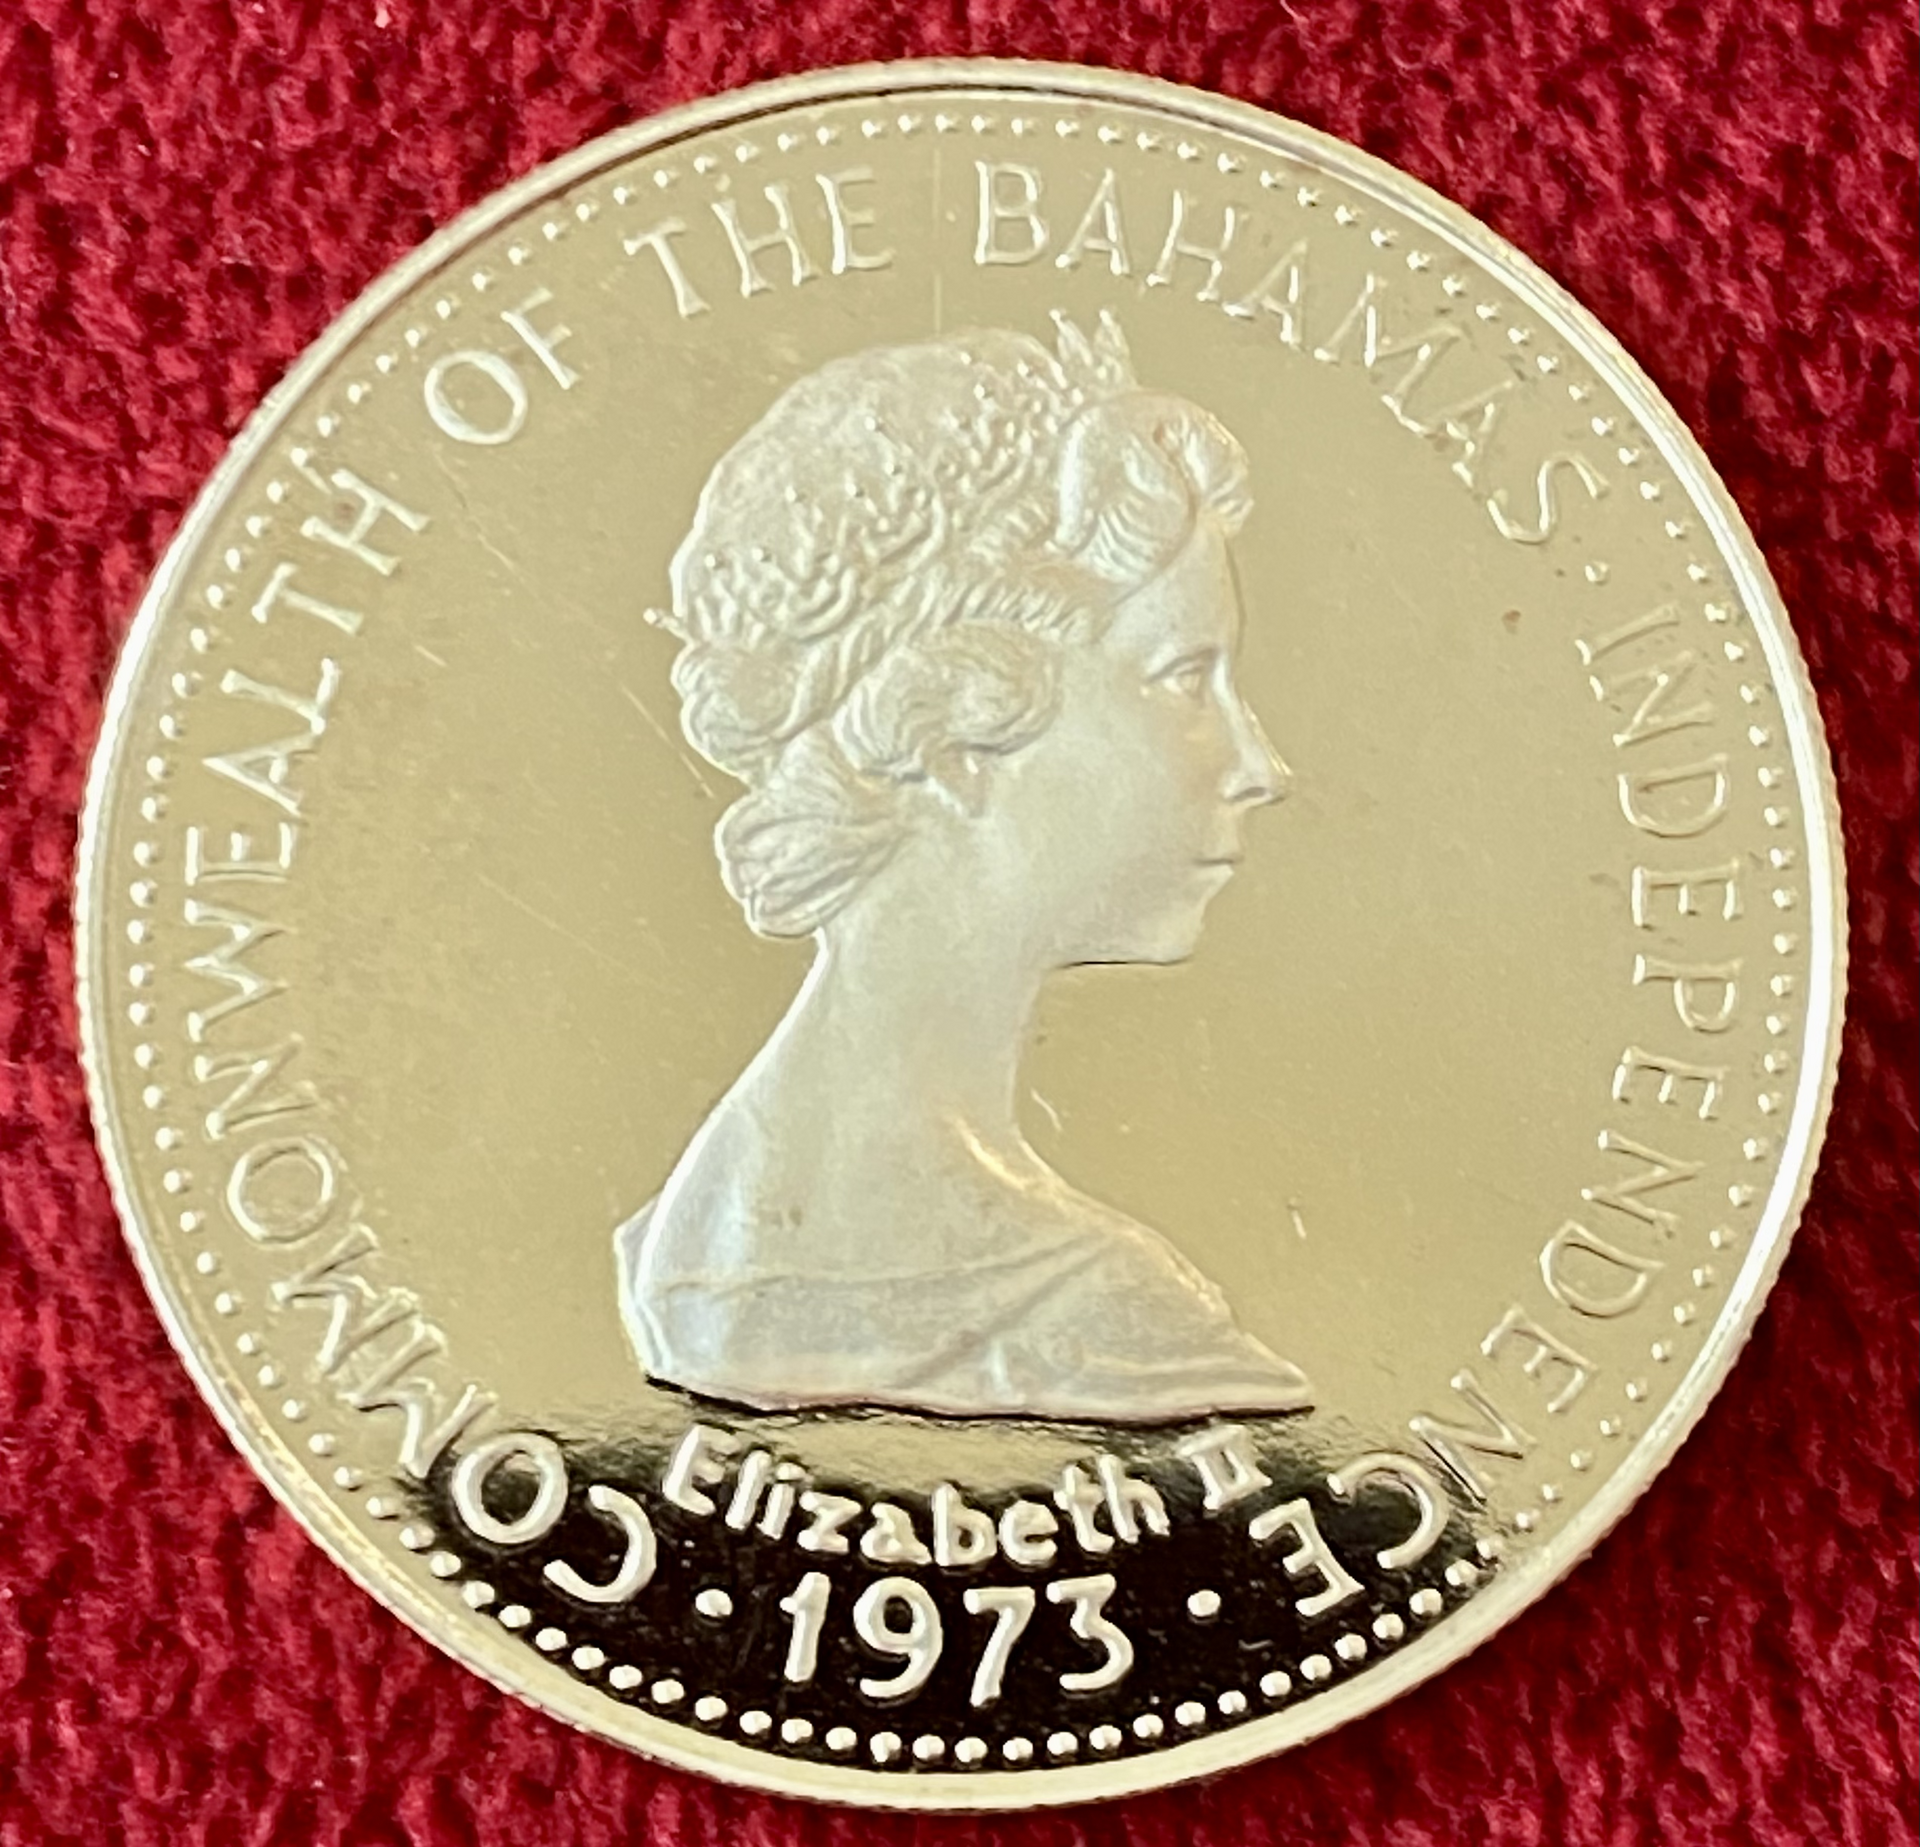 COMMONWEALTH OF THE BAHAMAS · INDEPENDENCE
Elizabeth II
· 1973 ·